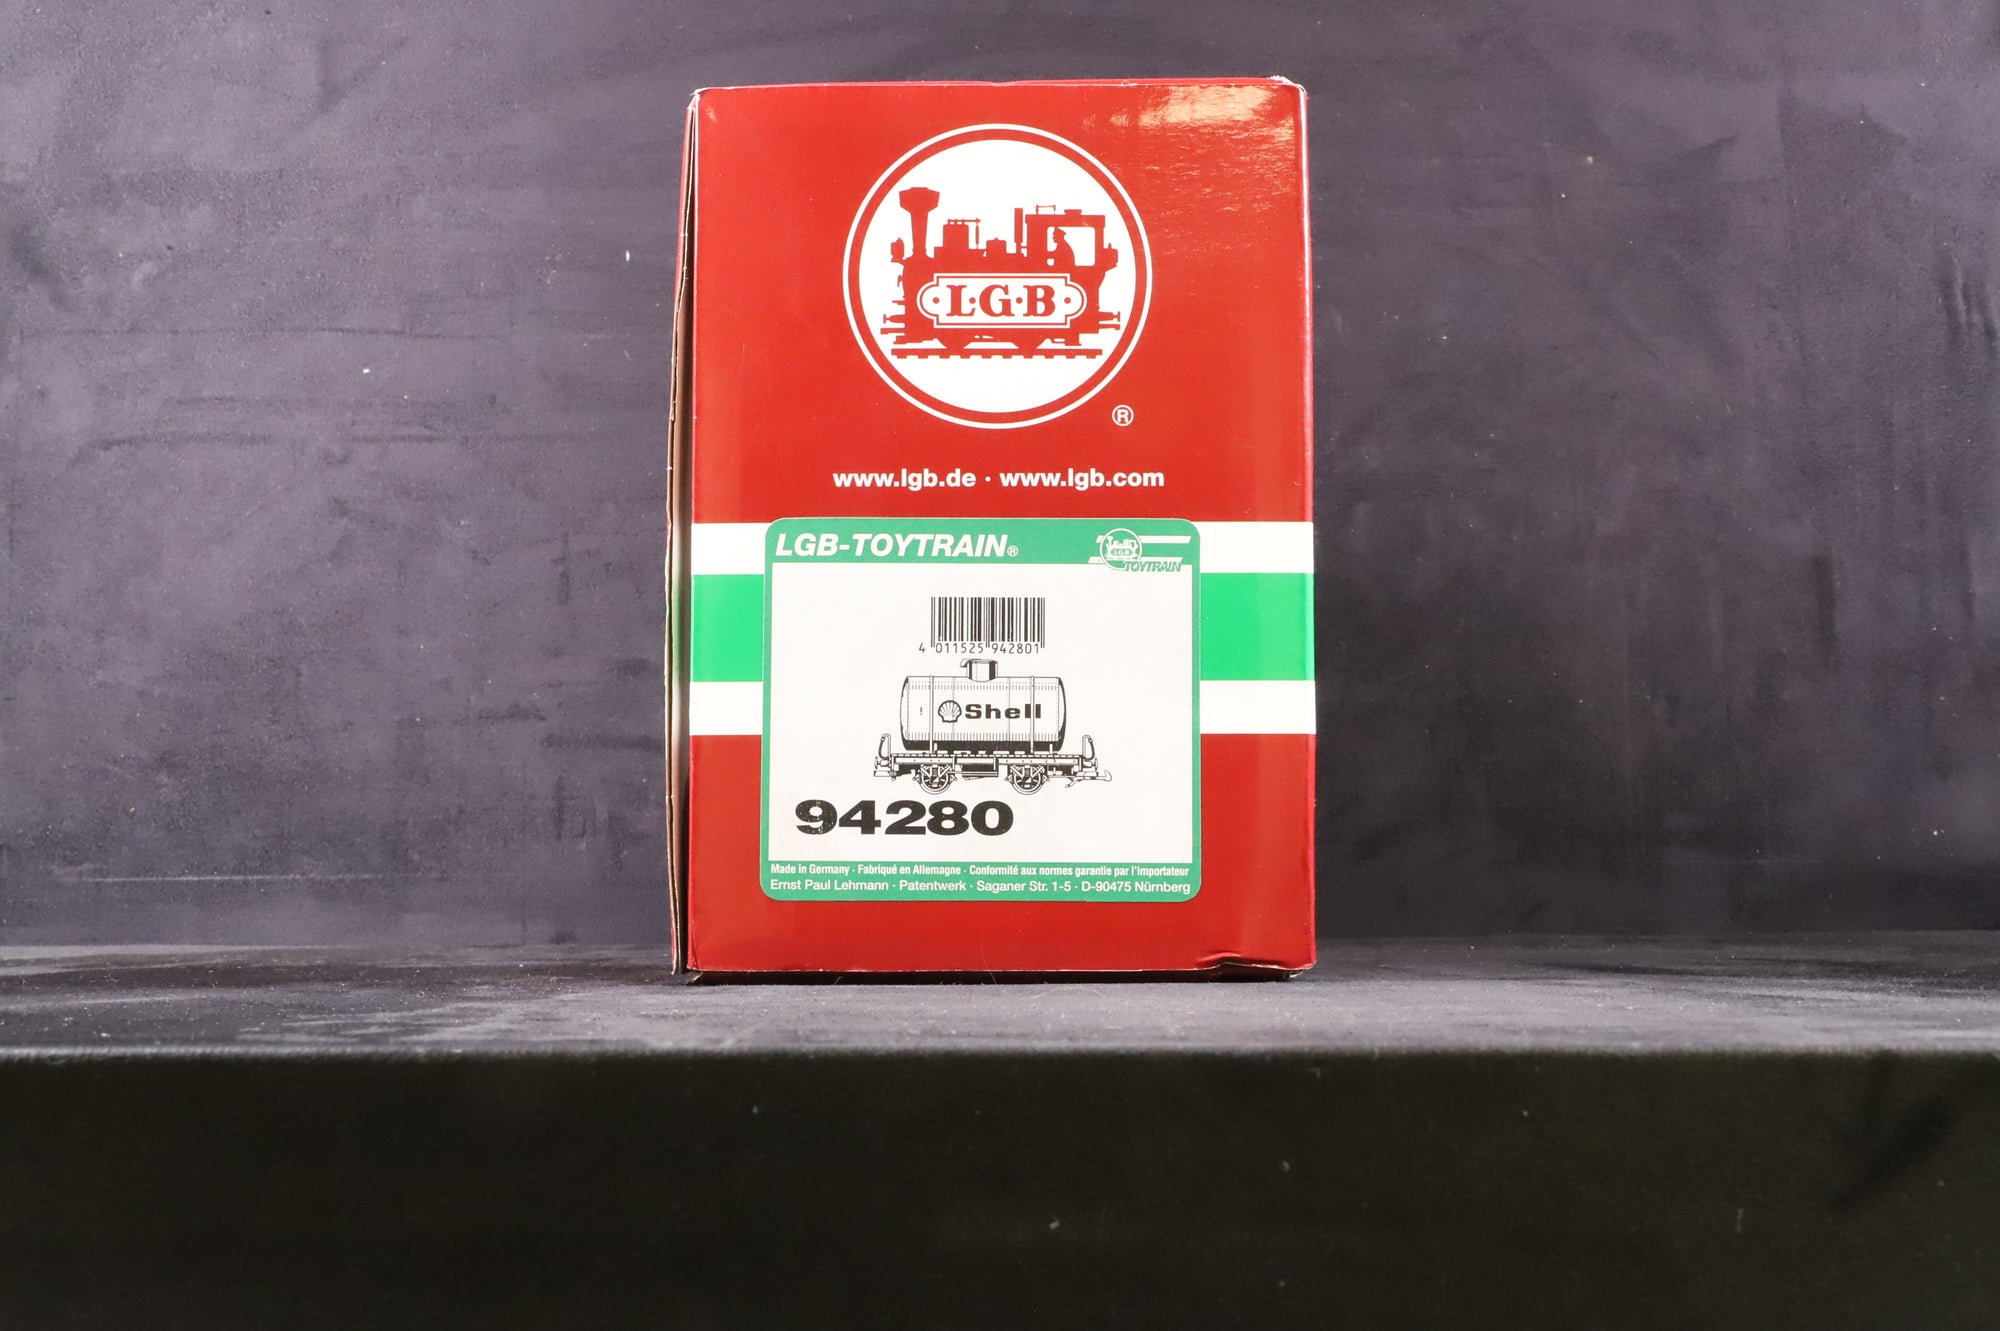 L·G·B
®
www.lgb.de · www.lgb.com
LGB-TOYTRAIN®
LGB
TOYTRAIN
4 011525 942801
Shell
94280
Made in Germany · Fabriqué en Allemagne · Conformité aux normes garantie par l'importateur
Ernst Paul Lehmann · Patentwerk · Saganer Str. 1-5 · D-90475 Nürnberg